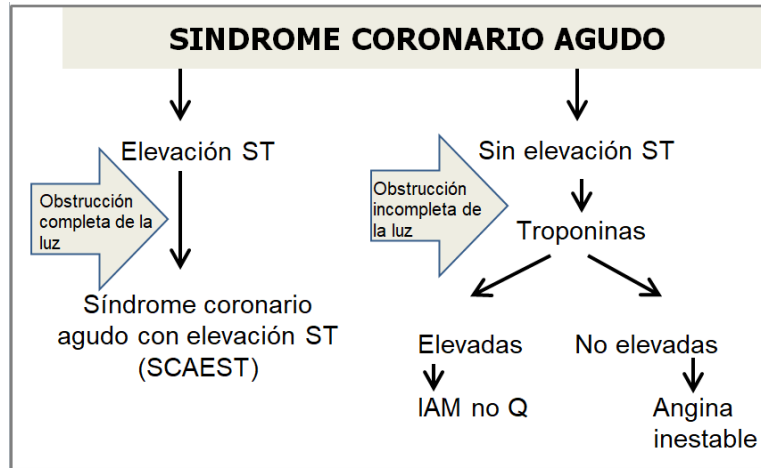 SINDROME CORONARIO AGUDO
Elevación ST
Obstrucción
completa de la
luz
Síndrome coronario
agudo con elevación ST
(SCAEST)
Sin elevación ST
Obstrucción
incompleta de
la luz
Troponinas
Elevadas
No elevadas
IAM no Q
Angina
inestable